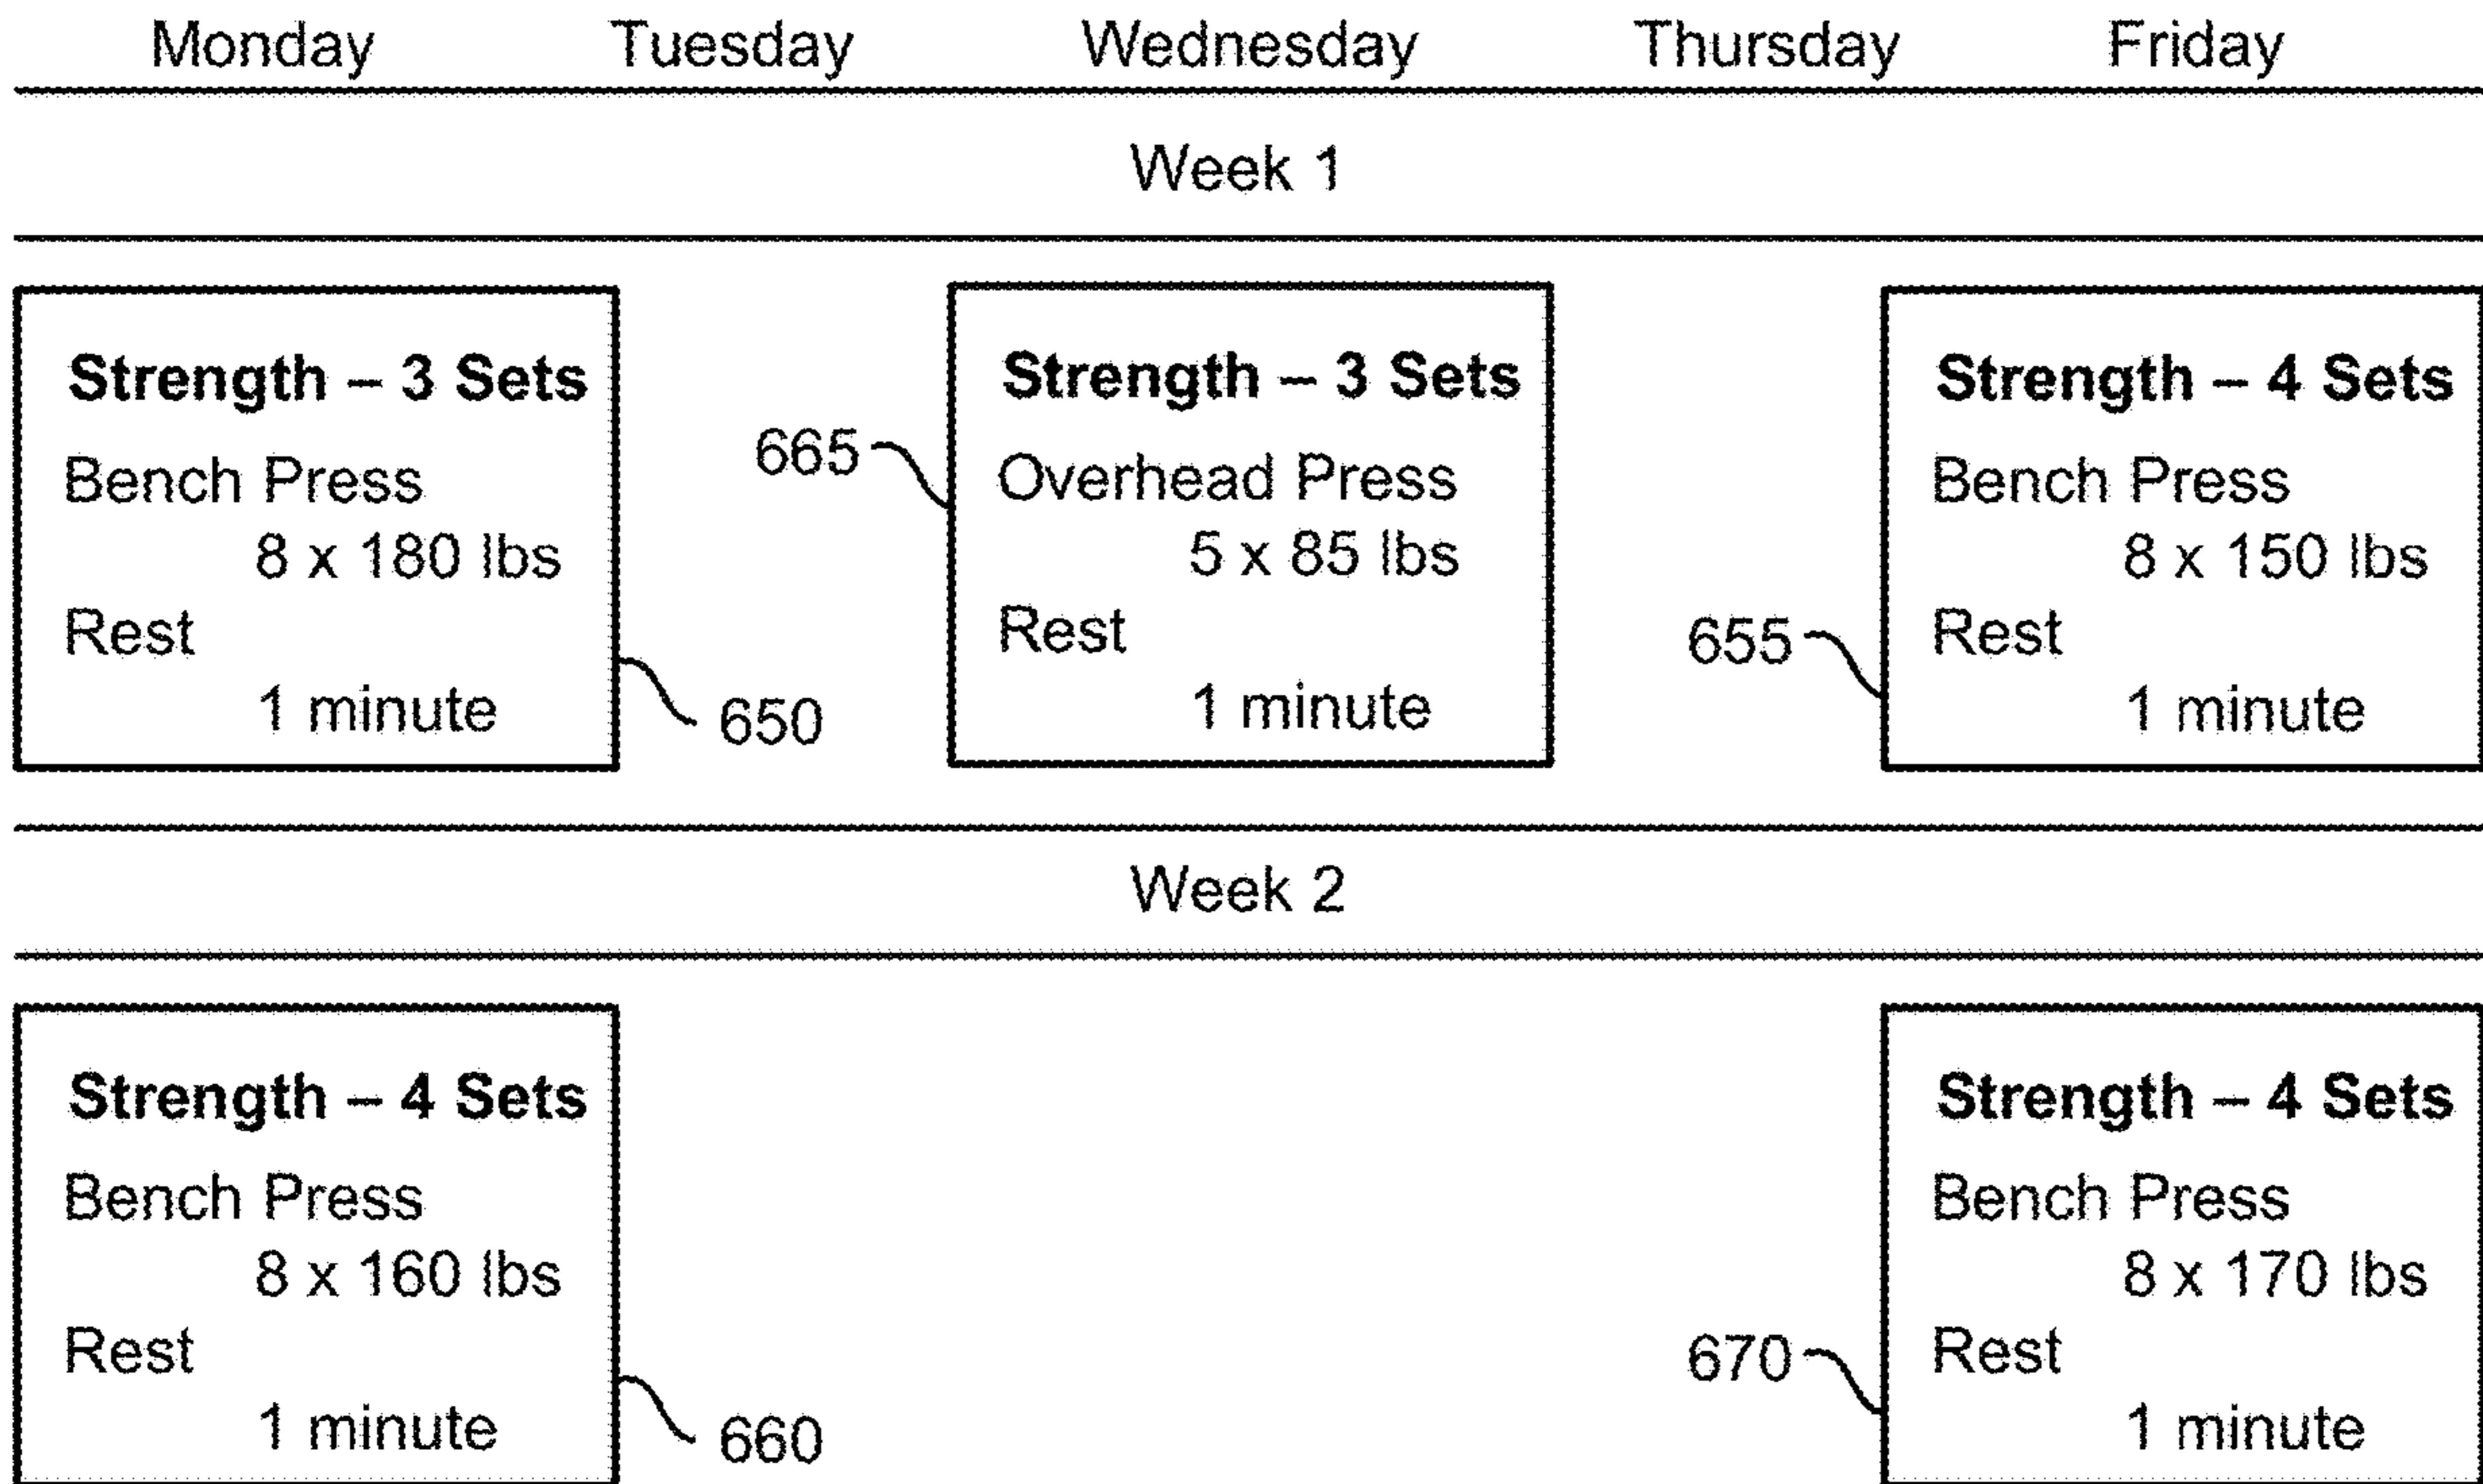 Monday Tuesday Wednesday Thursday Friday
Week 1
Strength – 3 Sets
Bench Press
8 x 180 lbs
Rest
1 minute
650
665
Strength – 3 Sets
Overhead Press
5 x 85 lbs
Rest
1 minute
655
Strength – 4 Sets
Bench Press
8 x 150 lbs
Rest
1 minute
Week 2
Strength – 4 Sets
Bench Press
8 x 160 lbs
Rest
1 minute
660
670
Strength – 4 Sets
Bench Press
8 x 170 lbs
Rest
1 minute